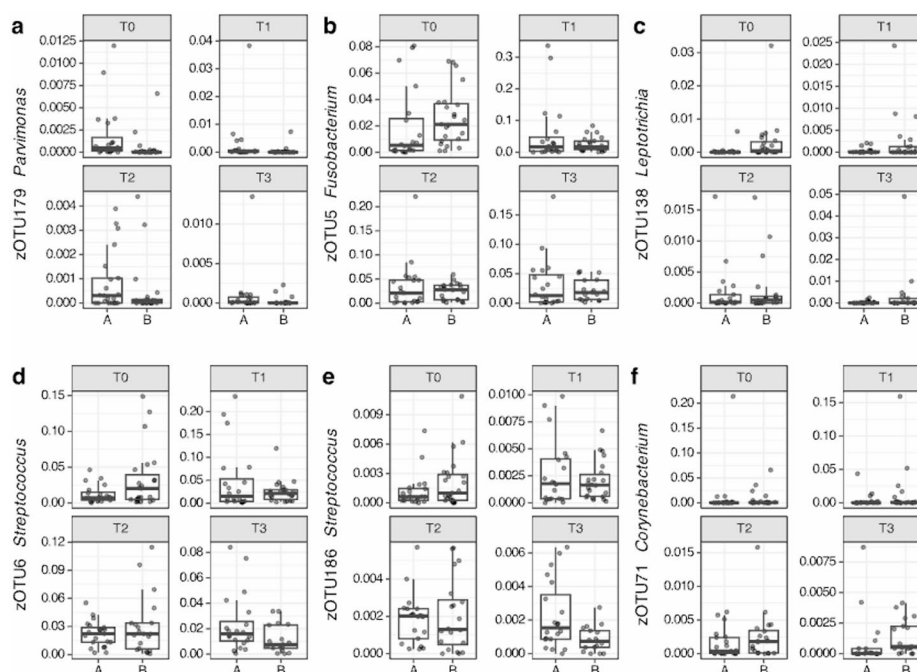 a
T0
T1
0.0125
0.0100
0.0075
0.0050
0.0025
0.0000
0.04
0.03
0.02
0.01
0.00
T2
T3
0.004
0.003
0.002
0.001
0.000
0.010
0.005
0.000
A B
A B
zOTU179 Parvimonas
b
T0
T1
0.08
0.06
0.04
0.02
0.00
0.3
0.2
0.1
0.0
T2
T3
0.20
0.15
0.10
0.05
0.00
0.15
0.10
0.05
0.00
A B
A B
zOTU5 Fusobacterium
c
T0
T1
0.03
0.02
0.01
0.00
0.025
0.020
0.015
0.010
0.005
0.000
T2
T3
0.015
0.010
0.005
0.000
0.05
0.04
0.03
0.02
0.01
0.00
A B
A B
zOTU138 Leptotrichia
d
T0
T1
0.15
0.10
0.05
0.00
0.20
0.15
0.10
0.05
0.00
T2
T3
0.12
0.09
0.06
0.03
0.00
0.08
0.06
0.04
0.02
0.00
A B
A B
zOTU6 Streptococcus
e
T0
T1
0.009
0.006
0.003
0.000
0.0100
0.0075
0.0050
0.0025
0.0000
T2
T3
0.004
0.002
0.000
0.006
0.004
0.002
0.000
A B
A B
zOTU186 Streptococcus
f
T0
T1
0.20
0.15
0.10
0.05
0.00
0.15
0.10
0.05
0.00
T2
T3
0.015
0.010
0.005
0.000
0.0075
0.0050
0.0025
0.0000
A B
A B
zOTU71 Corynebacterium